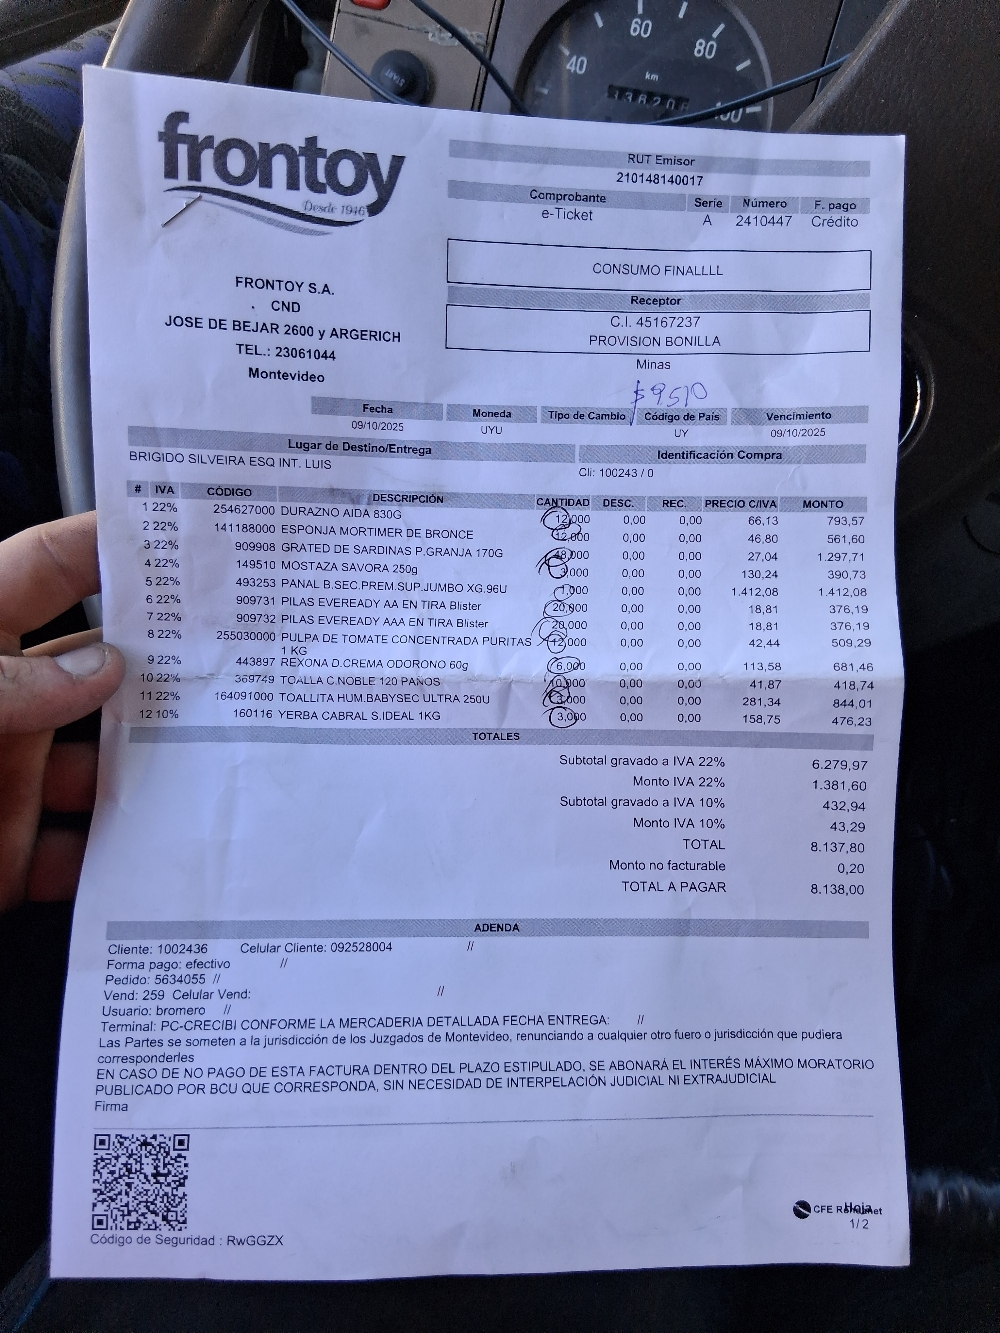 60
40
80
km
100
frontoy
Desde 1946
RUT Emisor
210148140017
Comprobante Serie Número F. pago
e-Ticket A 2410447 Crédito
CONSUMO FINALLLL
Receptor
C.I. 45167237
PROVISION BONILLA
Minas
FRONTOY S.A.
CND
JOSE DE BEJAR 2600 y ARGERICH
TEL.: 23061044
Montevideo
$ 9510
Fecha Moneda Tipo de Cambio Código de País Vencimiento
09/10/2025 UYU UY 09/10/2025
Lugar de Destino/Entrega Identificación Compra
BRIGIDO SILVEIRA ESQ INT. LUIS Cli: 100243 / 0
# IVA CÓDIGO DESCRIPCIÓN CANTIDAD DESC. REC. PRECIO C/IVA MONTO
1 22% 254627000 DURAZNO AIDA 830G 12,000 0,00 0,00 66,13 793,57
2 22% 141188000 ESPONJA MORTIMER DE BRONCE 12,000 0,00 0,00 46,80 561,60
3 22% 909908 GRATED DE SARDINAS P.GRANJA 170G 48,000 0,00 0,00 27,04 1.297,71
4 22% 149510 MOSTAZA SAVORA 250g 3,000 0,00 0,00 130,24 390,73
5 22% 493253 PANAL B.SEC.PREM.SUP.JUMBO XG.96U 1,000 0,00 0,00 1.412,08 1.412,08
6 22% 909731 PILAS EVEREADY AA EN TIRA Blister 20,000 0,00 0,00 18,81 376,19
7 22% 909732 PILAS EVEREADY AAA EN TIRA Blister 20,000 0,00 0,00 18,81 376,19
8 22% 255030000 PULPA DE TOMATE CONCENTRADA PURITAS 12,000 0,00 0,00 42,44 509,29
1 KG
9 22% 443897 REXONA D.CREMA ODORONO 60g 6,000 0,00 0,00 113,58 681,46
10 22% 369749 TOALLA C.NOBLE 120 PAÑOS 10,000 0,00 0,00 41,87 418,74
11 22% 164091000 TOALLITA HUM.BABYSEC ULTRA 250U 3,000 0,00 0,00 281,34 844,01
12 10% 160116 YERBA CABRAL S.IDEAL 1KG 3,000 0,00 0,00 158,75 476,23
TOTALES
Subtotal gravado a IVA 22% 6.279,97
Monto IVA 22% 1.381,60
Subtotal gravado a IVA 10% 432,94
Monto IVA 10% 43,29
TOTAL 8.137,80
Monto no facturable 0,20
TOTAL A PAGAR 8.138,00
ADENDA
Cliente: 1002436 Celular Cliente: 092528004 //
Forma pago: efectivo //
Pedido: 5634055 //
Vend: 259 Celular Vend: //
Usuario: bromero //
Terminal: PC-CRECIBI CONFORME LA MERCADERIA DETALLADA FECHA ENTREGA: //
Las Partes se someten a la jurisdicción de los Juzgados de Montevideo, renunciando a cualquier otro fuero o jurisdicción que pudiera
corresponderles
EN CASO DE NO PAGO DE ESTA FACTURA DENTRO DEL PLAZO ESTIPULADO, SE ABONARÁ EL INTERÉS MÁXIMO MORATORIO
PUBLICADO POR BCU QUE CORRESPONDA, SIN NECESIDAD DE INTERPELACIÓN JUDICIAL NI EXTRAJUDICIAL
Firma
CFE
Hoja
1/ 2
Código de Seguridad : RwGGZX